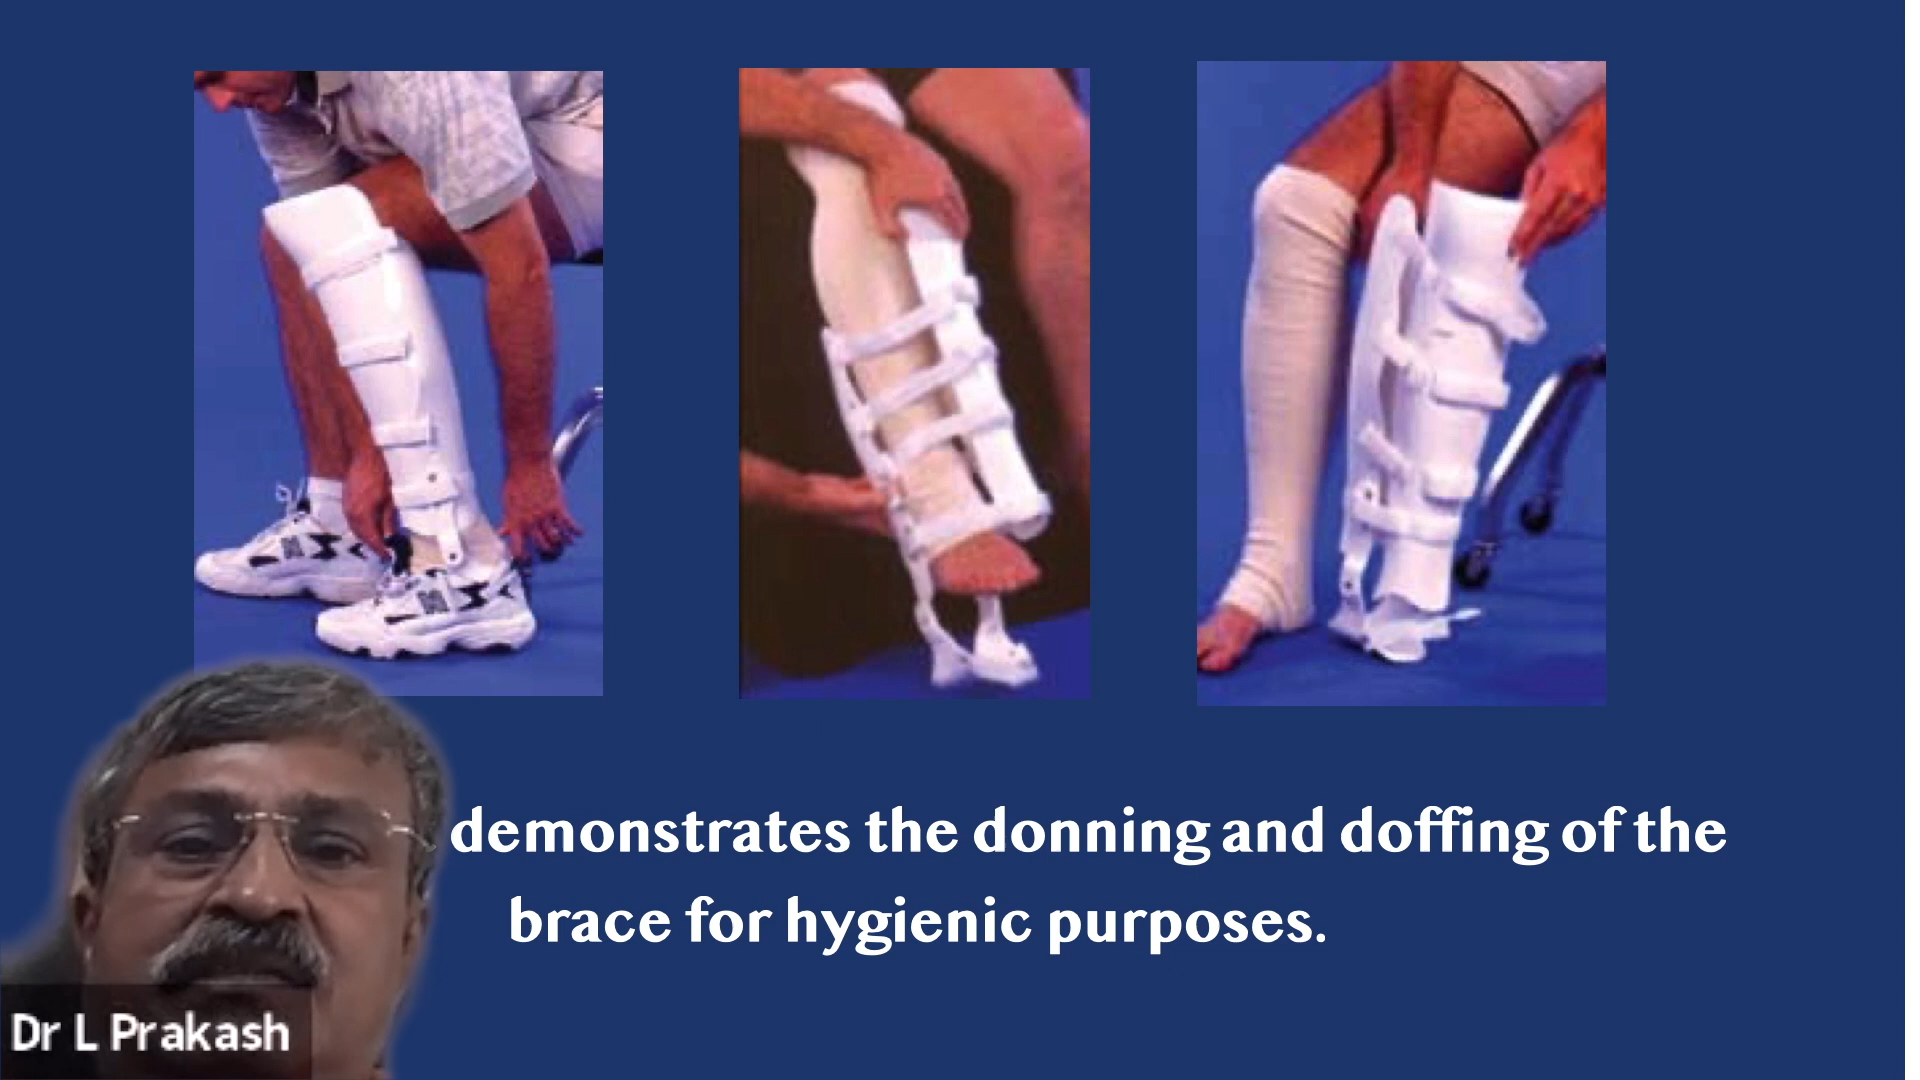 demonstrates the donning and doffing of the
brace for hygienic purposes.
Dr L Prakash